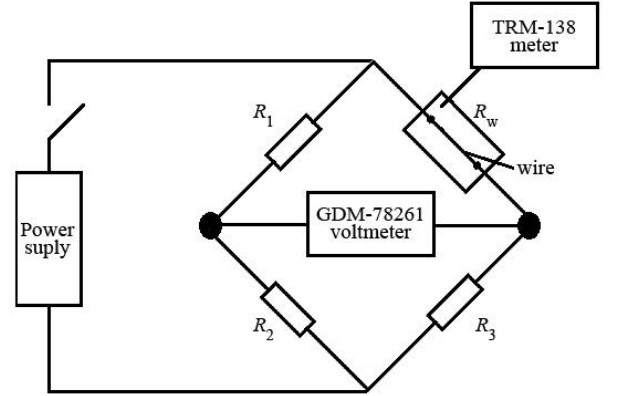 TRM-138
meter
R1
Rw
wire
GDM-78261
voltmeter
Power
suply
R2
R3